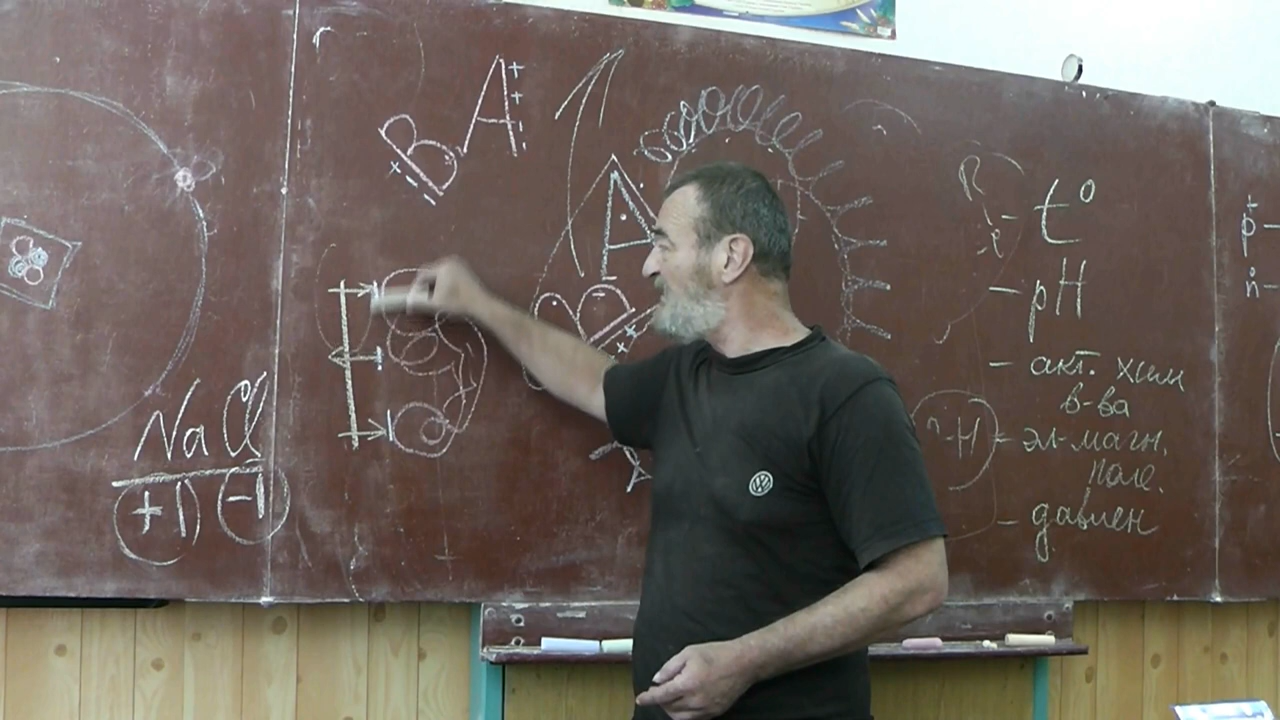 B A
A
B
NaCl
+1 -1
- t°
- pH
- акт. хим
в-ва
- эл-магн.
поле.
- давлен
p̊ -
n̊ -